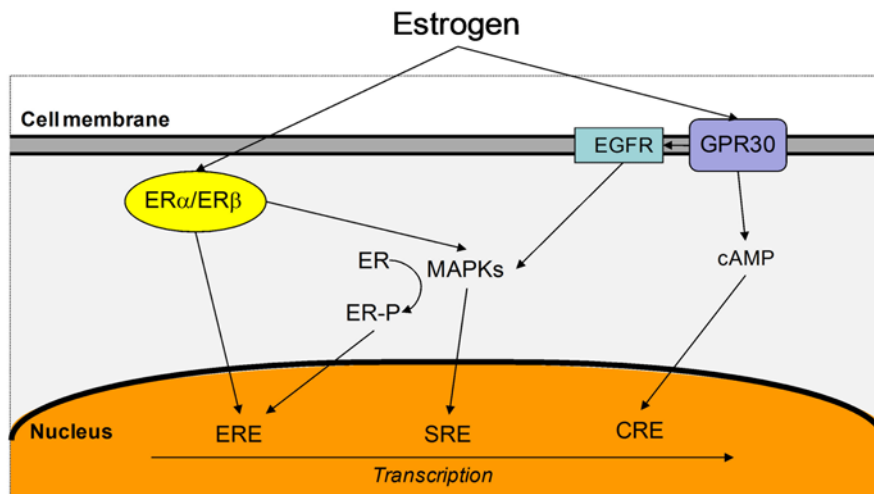 Estrogen
Cell membrane
EGFR
GPR30
ERα/ERβ
ER
MAPKs
cAMP
ER-P
Nucleus
ERE
SRE
CRE
Transcription